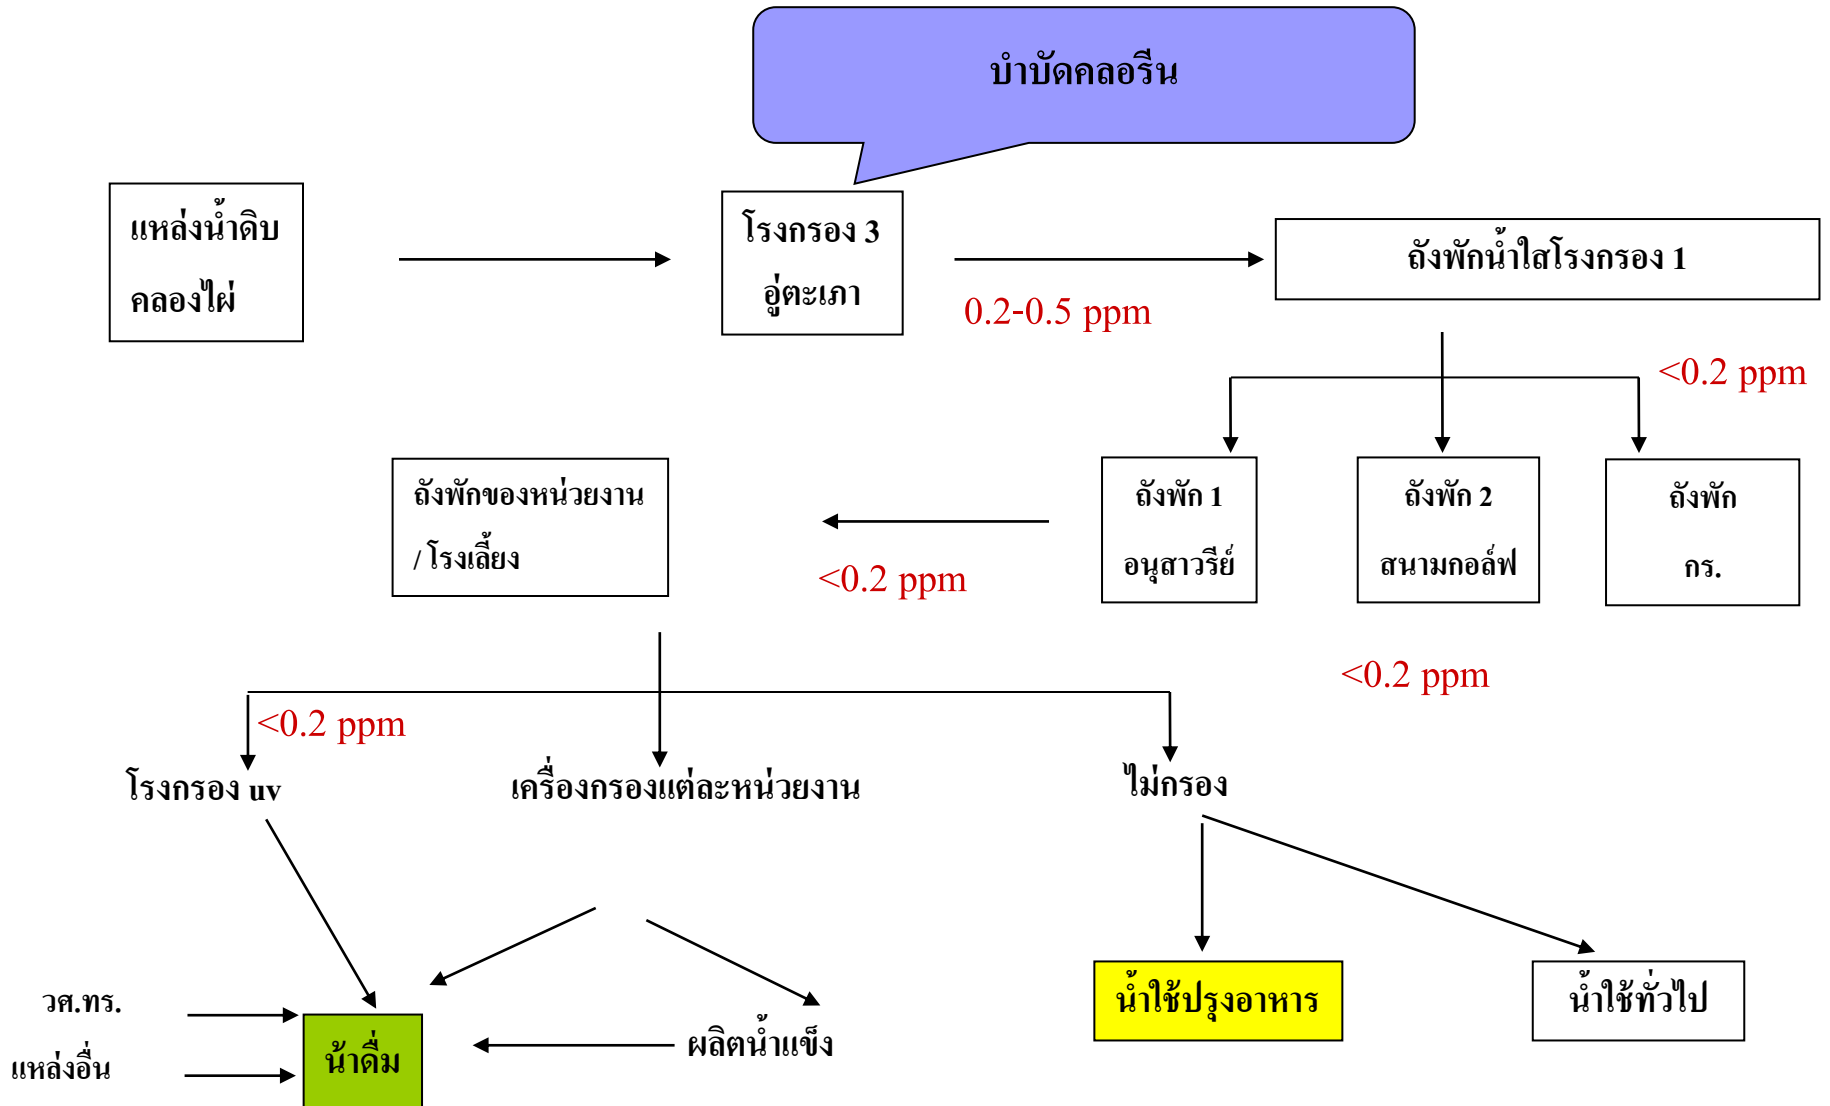 บำบัดคลอรีน
แหล่งน้ำดิบ
คลองไผ่
โรงกรอง 3
อู่ตะเภา
0.2-0.5 ppm
ถังพักน้ำใสโรงกรอง 1
<0.2 ppm
ถังพักของหน่วยงาน
/ โรงเลี้ยง
<0.2 ppm
ถังพัก 1
อนุสาวรีย์
ถังพัก 2
สนามกอล์ฟ
ถังพัก
กร.
<0.2 ppm
<0.2 ppm
โรงกรอง uv
เครื่องกรองแต่ละหน่วยงาน
ไม่กรอง
วศ.ทร.
แหล่งอื่น
น้ำดื่ม
ผลิตน้ำแข็ง
น้ำใช้ปรุงอาหาร
น้ำใช้ทั่วไป